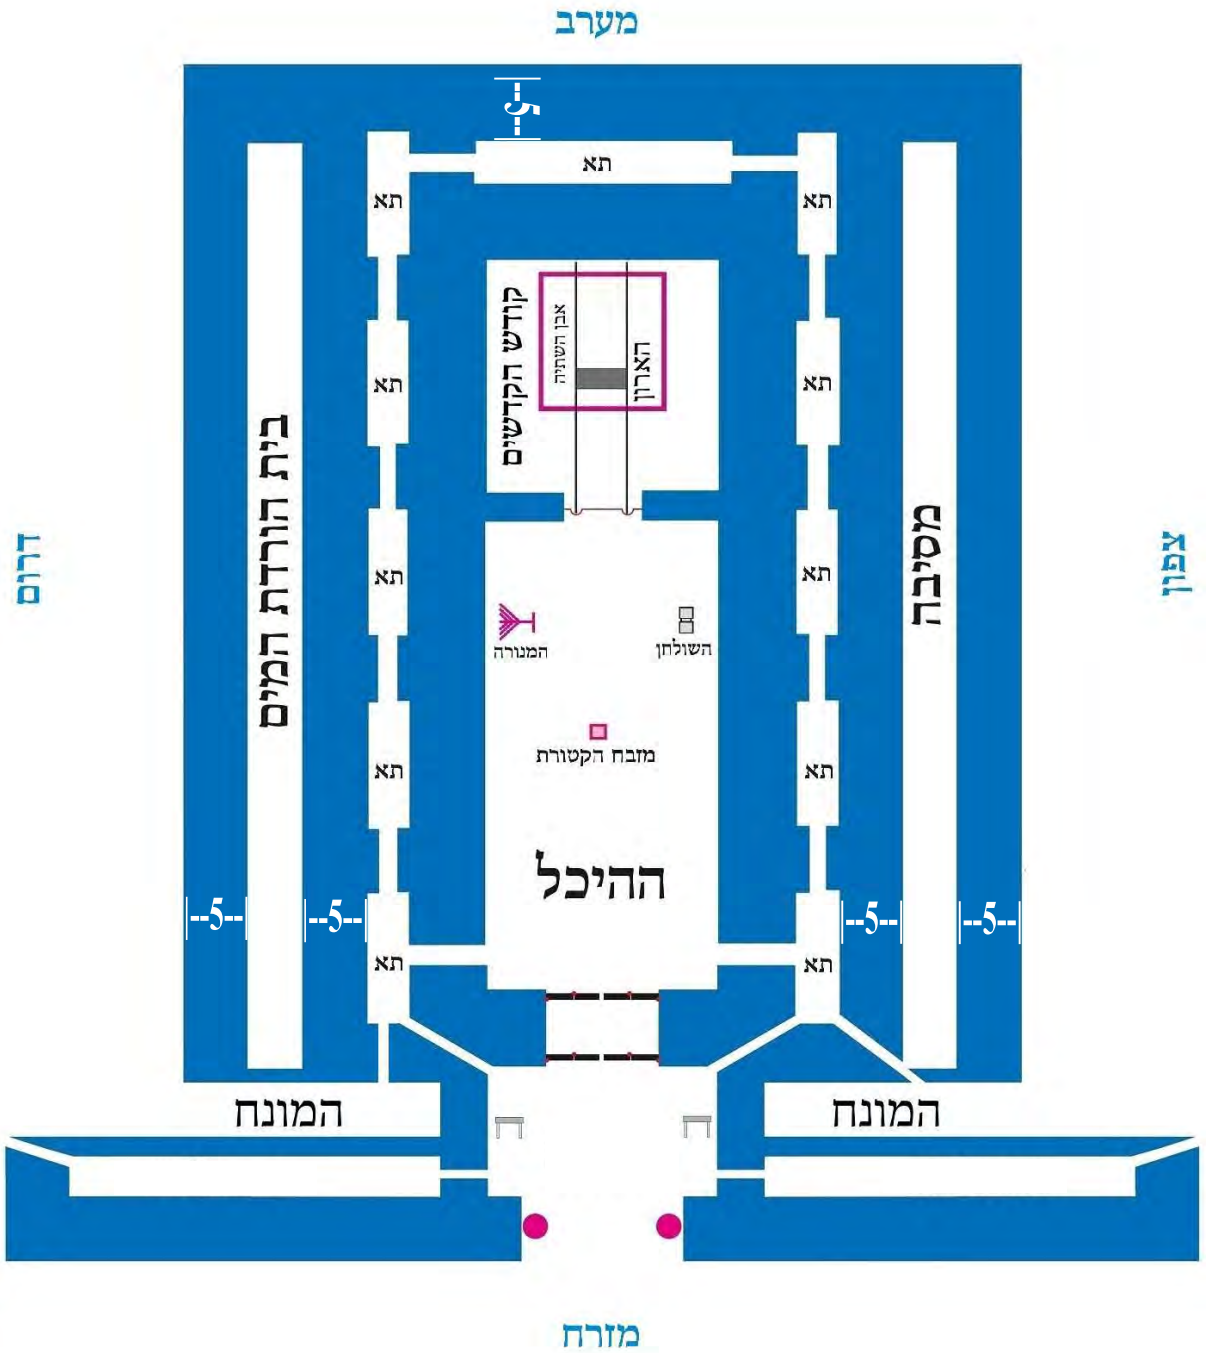 מערב
--5--
תא
תא
תא
קודש הקדשים
אבן השתיה
הארון
תא
תא
בית הורדת המים
מסיבה
דרום
צפון
תא
תא
המנורה
השולחן
מזבח הקטורת
תא
תא
ההיכל
|--5--|
|--5--|
|--5--|
|--5--|
תא
תא
המונח
המונח
מזרח